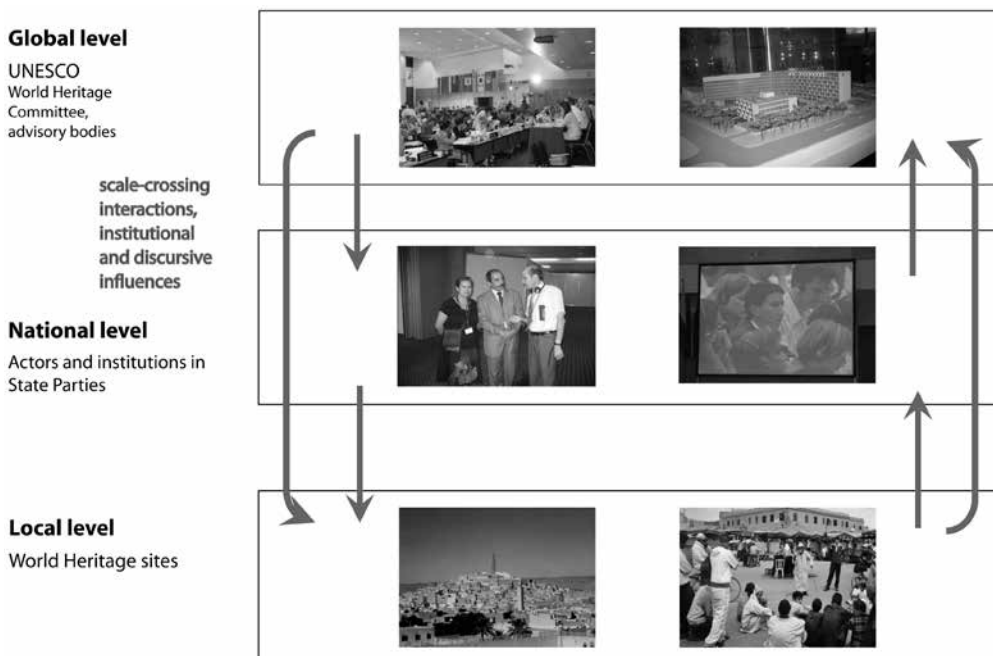 Global level
UNESCO
World Heritage
Committee,
advisory bodies
scale-crossing
interactions,
institutional
and discursive
influences
National level
Actors and institutions in
State Parties
Local level
World Heritage sites